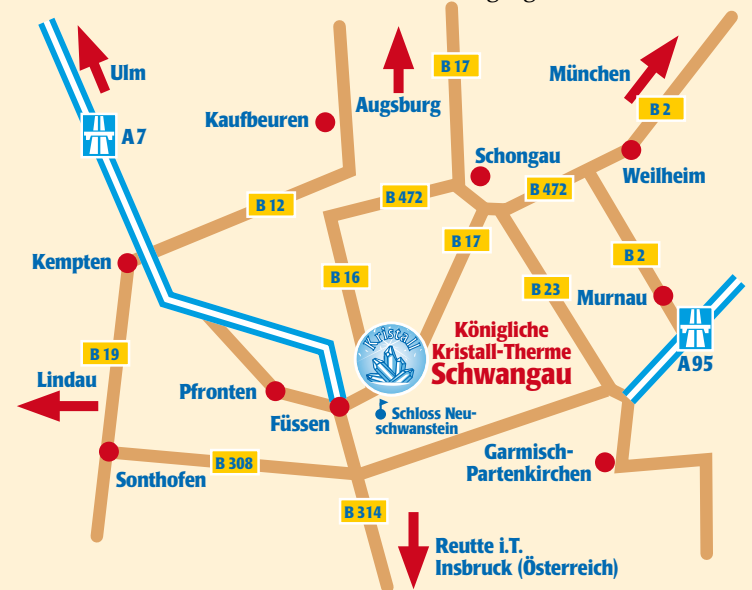 Ulm
A 7
Kaufbeuren
Augsburg
B 17
München
B 2
Schongau
Weilheim
B 472
B 472
B 12
B 17
B 2
Kempten
B 16
B 23
Murnau
Kristall
Königliche
Kristall-Therme
Schwangau
A 95
B 19
Lindau
Pfronten
Füssen
Schloss Neu-
schwanstein
Sonthofen
B 308
Garmisch-
Partenkirchen
B 314
Reutte i.T.
Insbruck (Österreich)